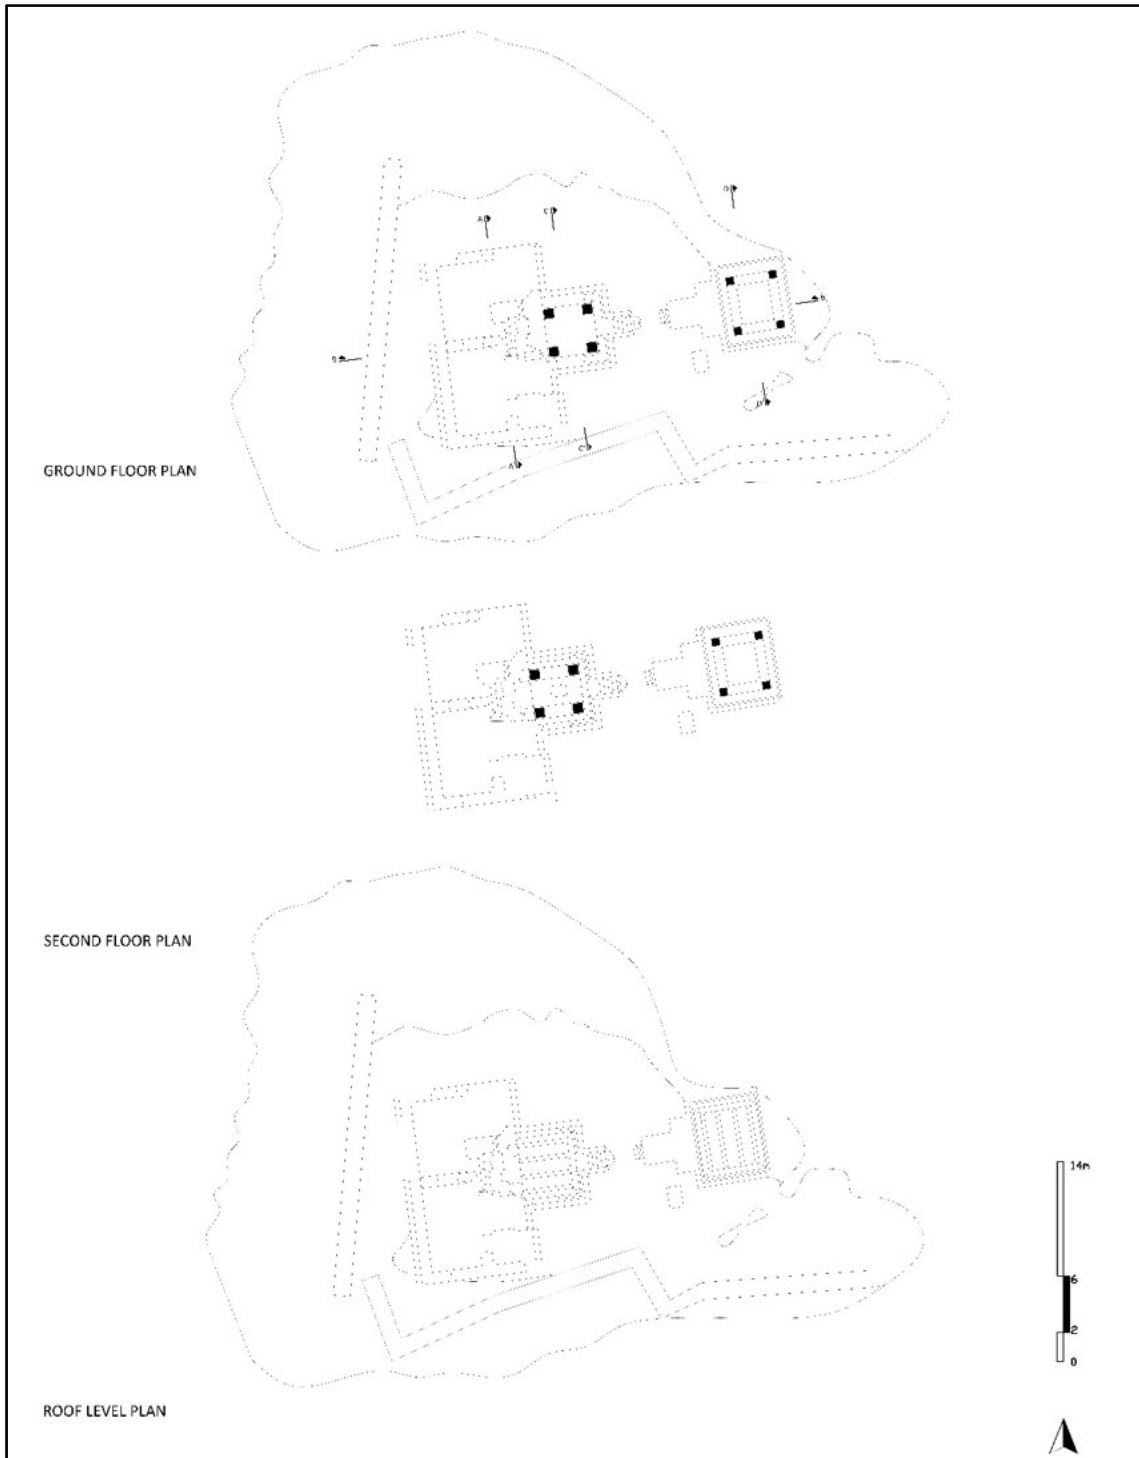 A
C
D
B
GROUND FLOOR PLAN
A'
C'
SECOND FLOOR PLAN
14m
6
2
0
ROOF LEVEL PLAN